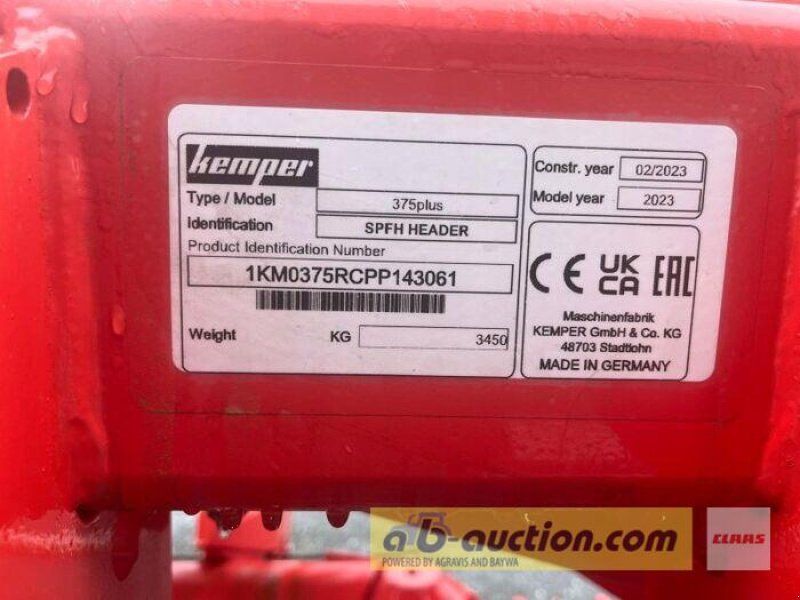 kemper
Type / Model 375plus
Identification SPFH HEADER
Product Identification Number
1KM0375RCPP143061
Weight KG 3450
Constr. year 02/2023
Model year 2023
CE UK CA EAC
Maschinenfabrik
KEMPER GmbH & Co. KG
48703 Stadtlohn
MADE IN GERMANY
ab-auction.com
POWERED BY AGRAVIS AND BAYWA
CLAAS